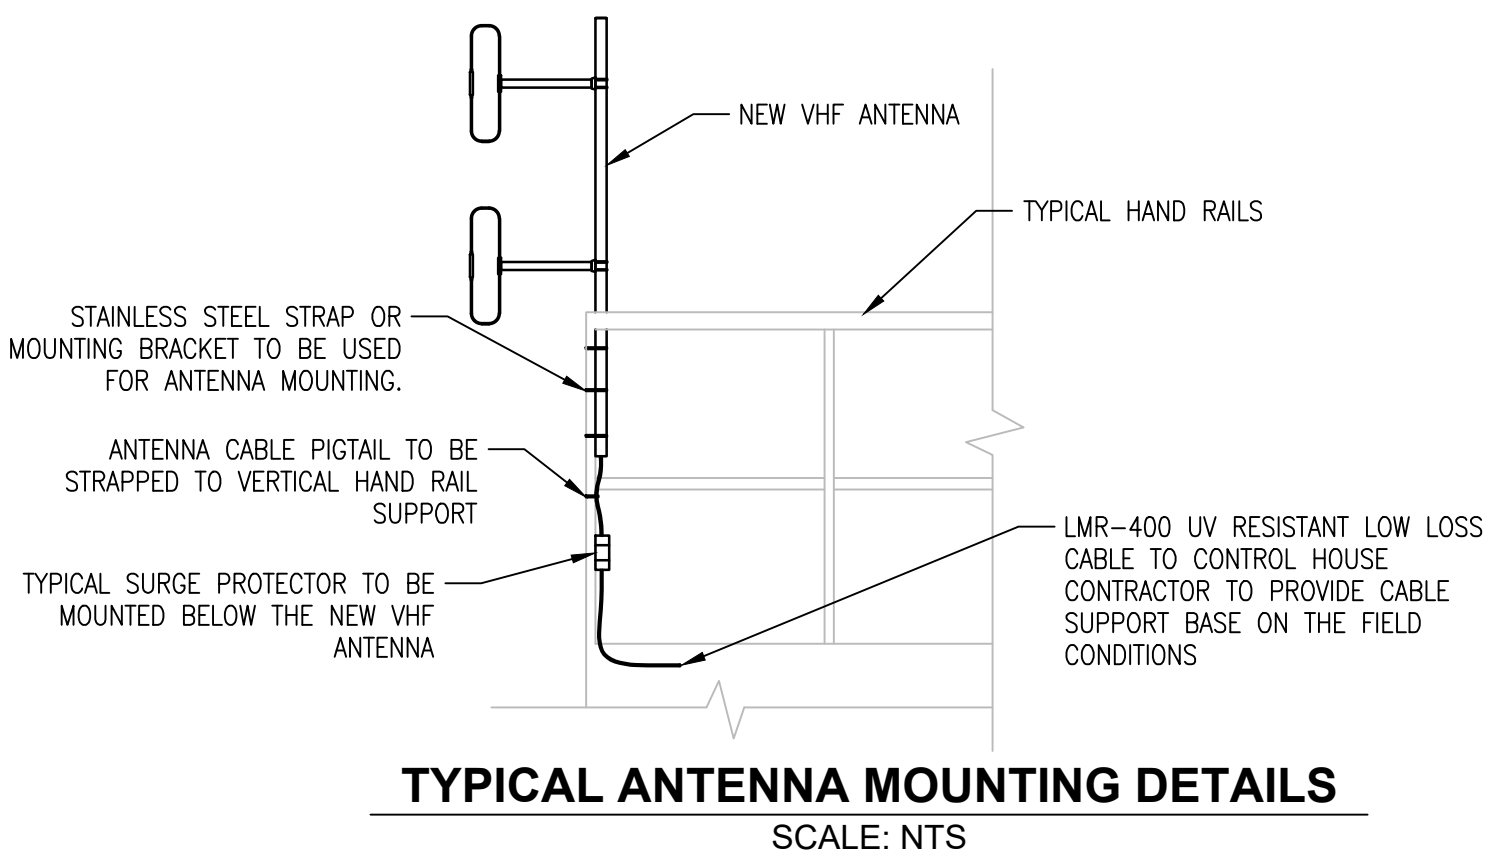 NEW VHF ANTENNA
TYPICAL HAND RAILS
STAINLESS STEEL STRAP OR
MOUNTING BRACKET TO BE USED
FOR ANTENNA MOUNTING.
ANTENNA CABLE PIGTAIL TO BE
STRAPPED TO VERTICAL HAND RAIL
SUPPORT
TYPICAL SURGE PROTECTOR TO BE
MOUNTED BELOW THE NEW VHF
ANTENNA
LMR-400 UV RESISTANT LOW LOSS
CABLE TO CONTROL HOUSE
CONTRACTOR TO PROVIDE CABLE
SUPPORT BASE ON THE FIELD
CONDITIONS
TYPICAL ANTENNA MOUNTING DETAILS
SCALE: NTS